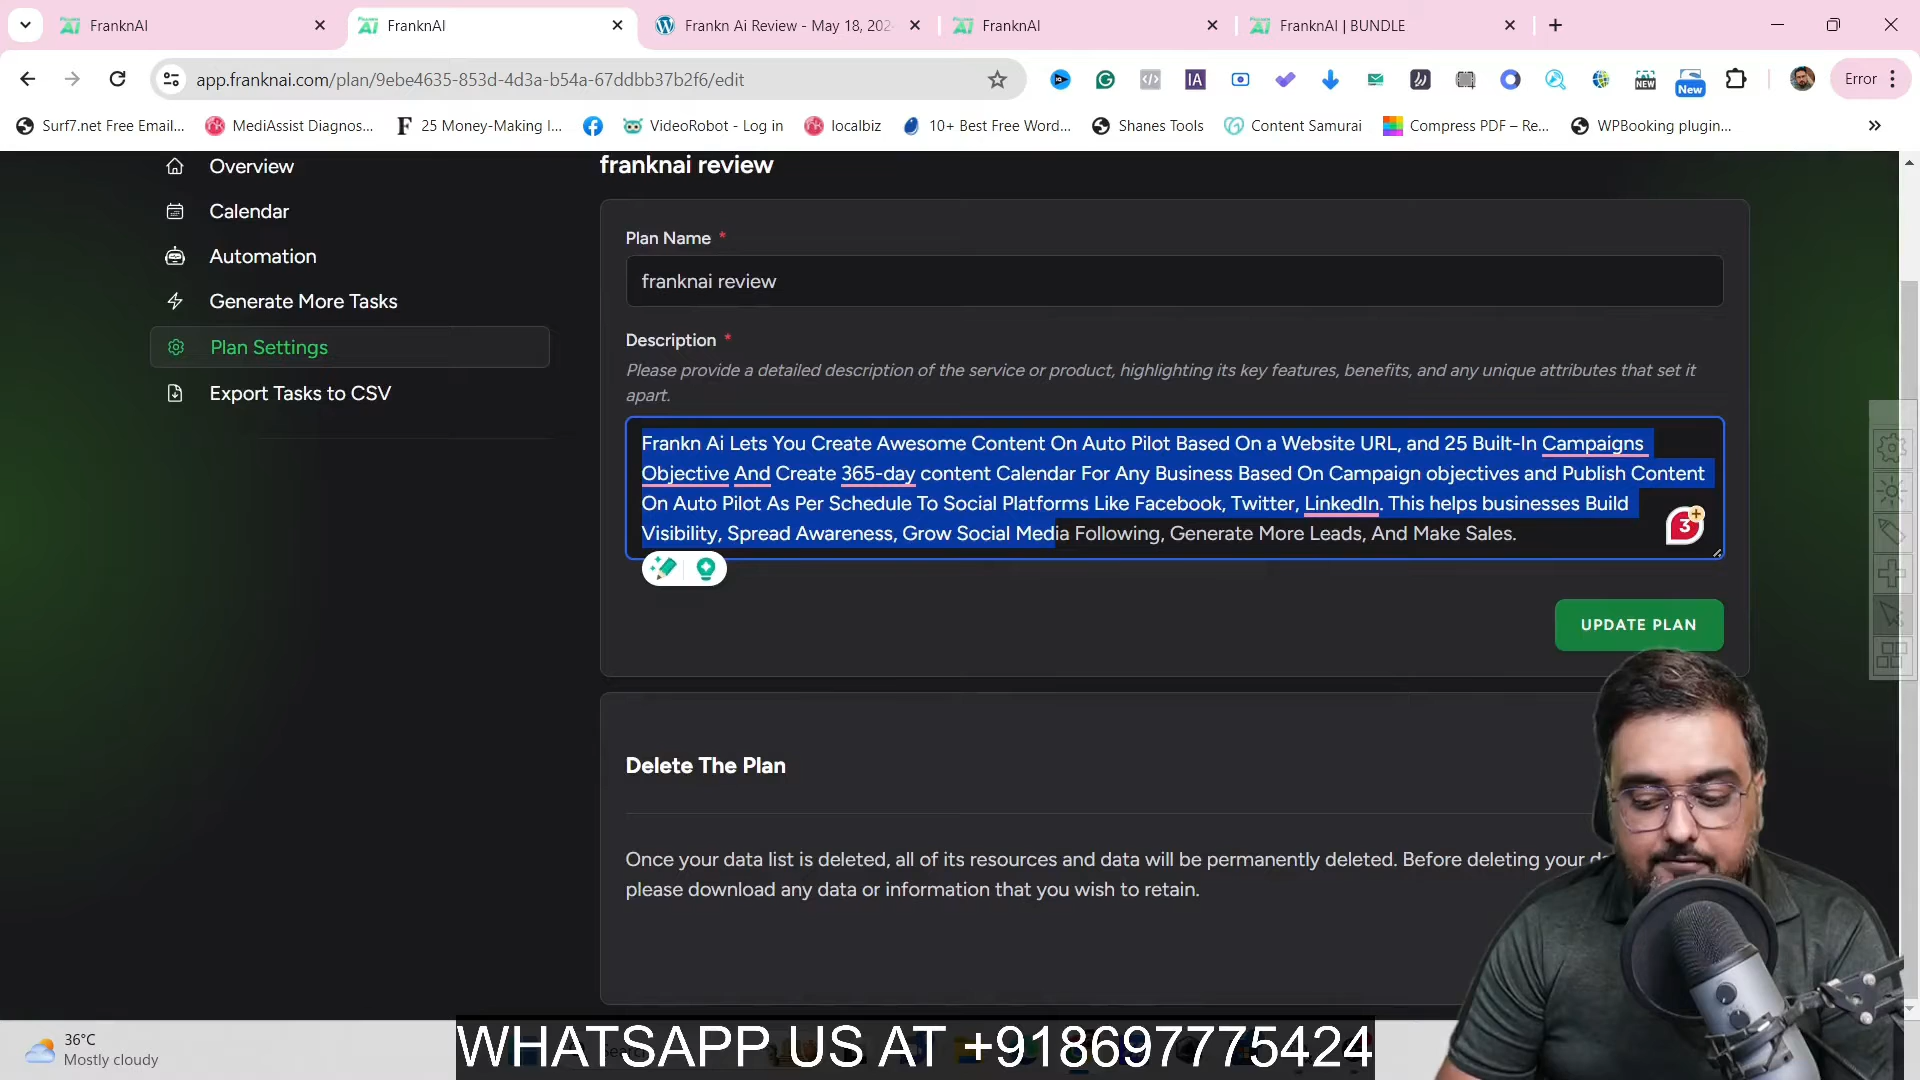 FranknAI
FranknAI
Frankn Ai Review - May 18, 202
FranknAI
FranknAI | BUNDLE
app.franknai.com/plan/9ebe4635-853d-4d3a-b54a-67ddbb37b2f6/edit
IA
NEW
New
Error
Surf7.net Free Email...
MediAssist Diagnos...
25 Money-Making I...
VideoRobot - Log in
localbiz
10+ Best Free Word...
Shanes Tools
Content Samurai
Compress PDF – Re...
WPBooking plugin...
Overview
Calendar
Automation
Generate More Tasks
Plan Settings
Export Tasks to CSV
franknai review
Plan Name *
franknai review
Description *
Please provide a detailed description of the service or product, highlighting its key features, benefits, and any unique attributes that set it
apart.
Frankn Ai Lets You Create Awesome Content On Auto Pilot Based On a Website URL, and 25 Built-In Campaigns
Objective And Create 365-day content Calendar For Any Business Based On Campaign objectives and Publish Content
On Auto Pilot As Per Schedule To Social Platforms Like Facebook, Twitter, LinkedIn. This helps businesses Build
Visibility, Spread Awareness, Grow Social Media Following, Generate More Leads, And Make Sales.
3
UPDATE PLAN
Delete The Plan
Once your data list is deleted, all of its resources and data will be permanently deleted. Before deleting your
please download any data or information that you wish to retain.
WHATSAPP US AT +918697775424
36°C
Mostly cloudy